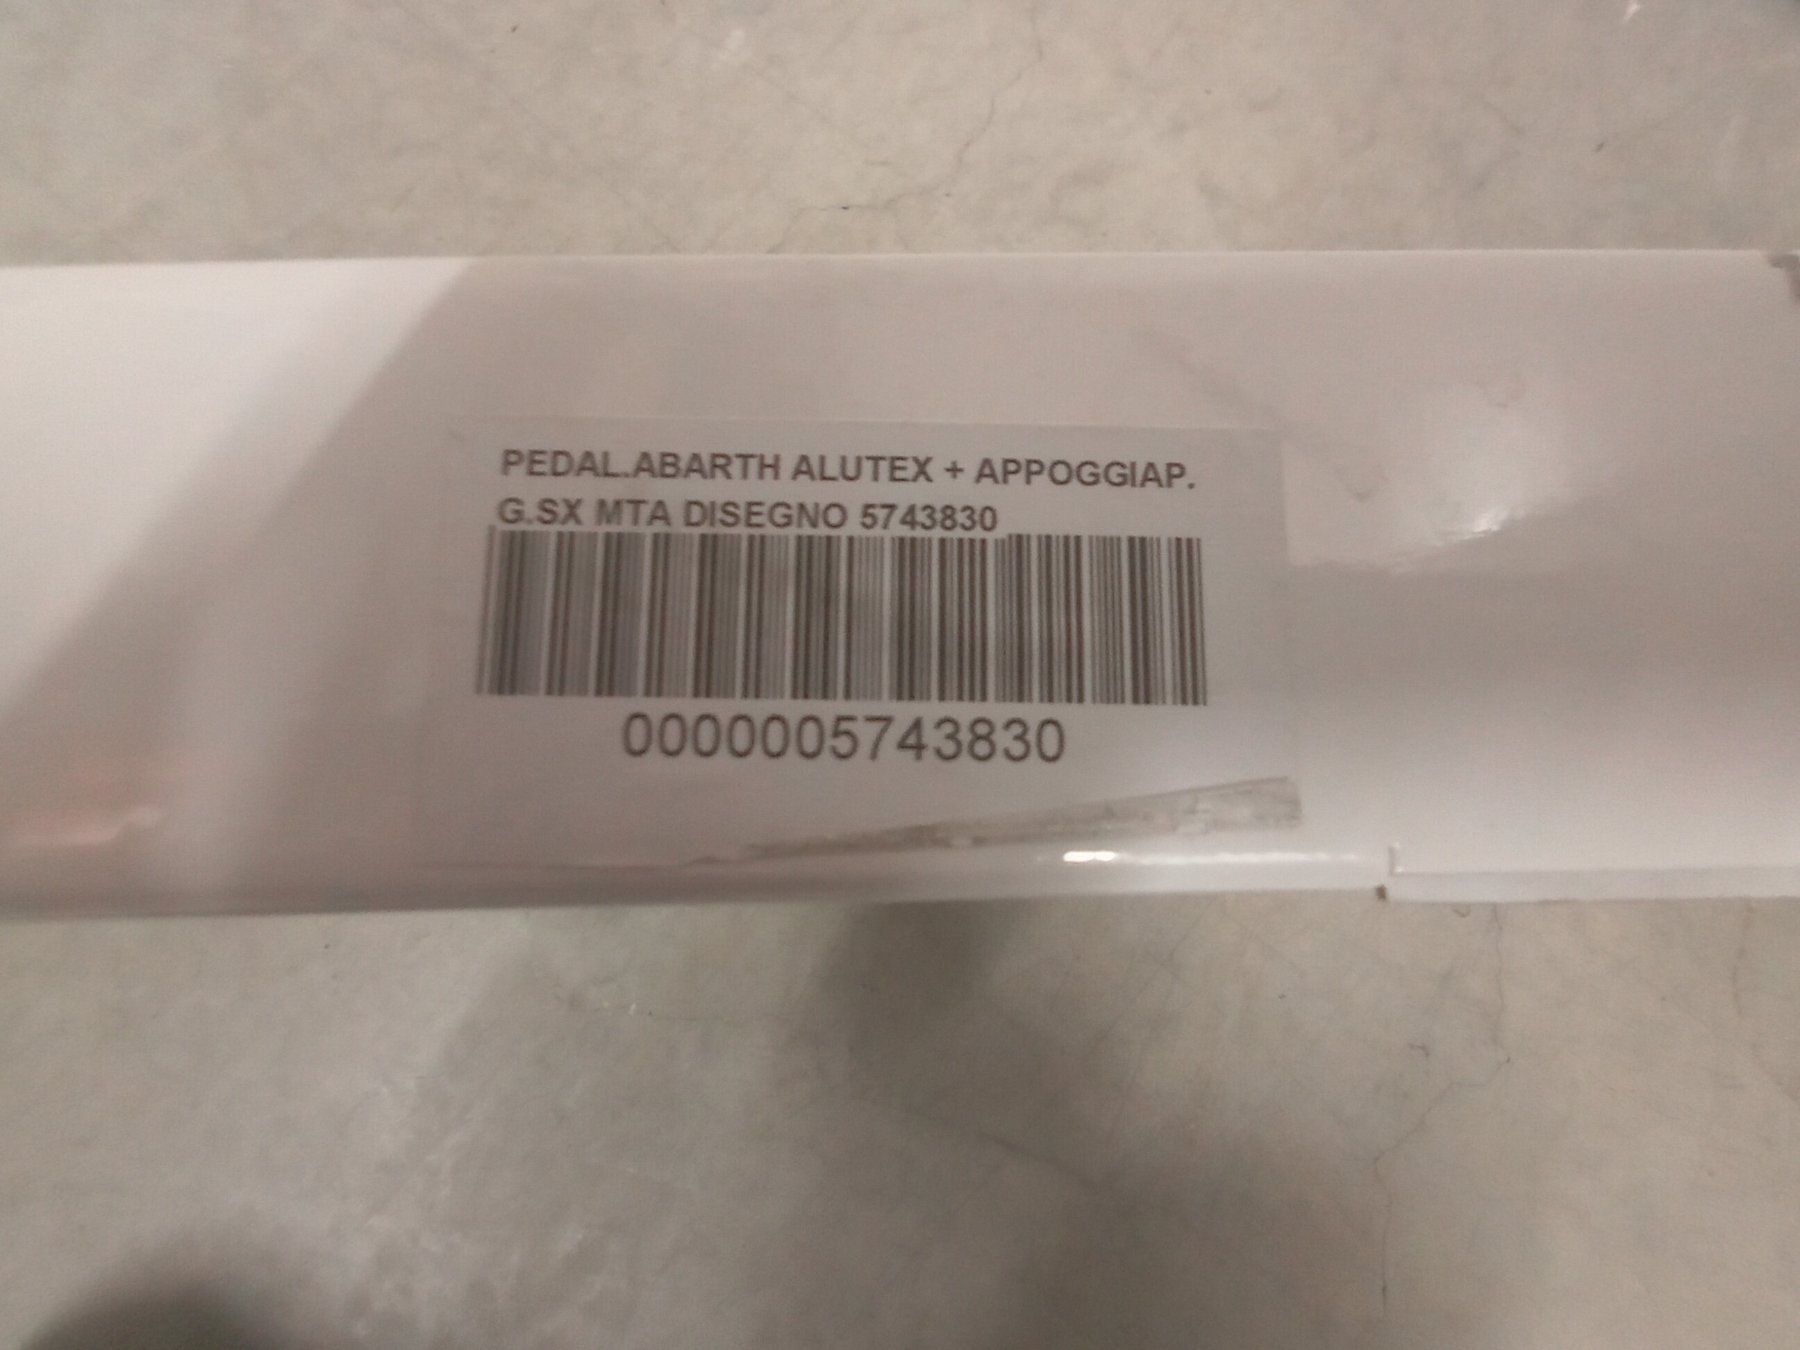 PEDAL.ABARTH ALUTEX + APPOGGIAP.
G.SX MTA DISEGNO 5743830
0000005743830